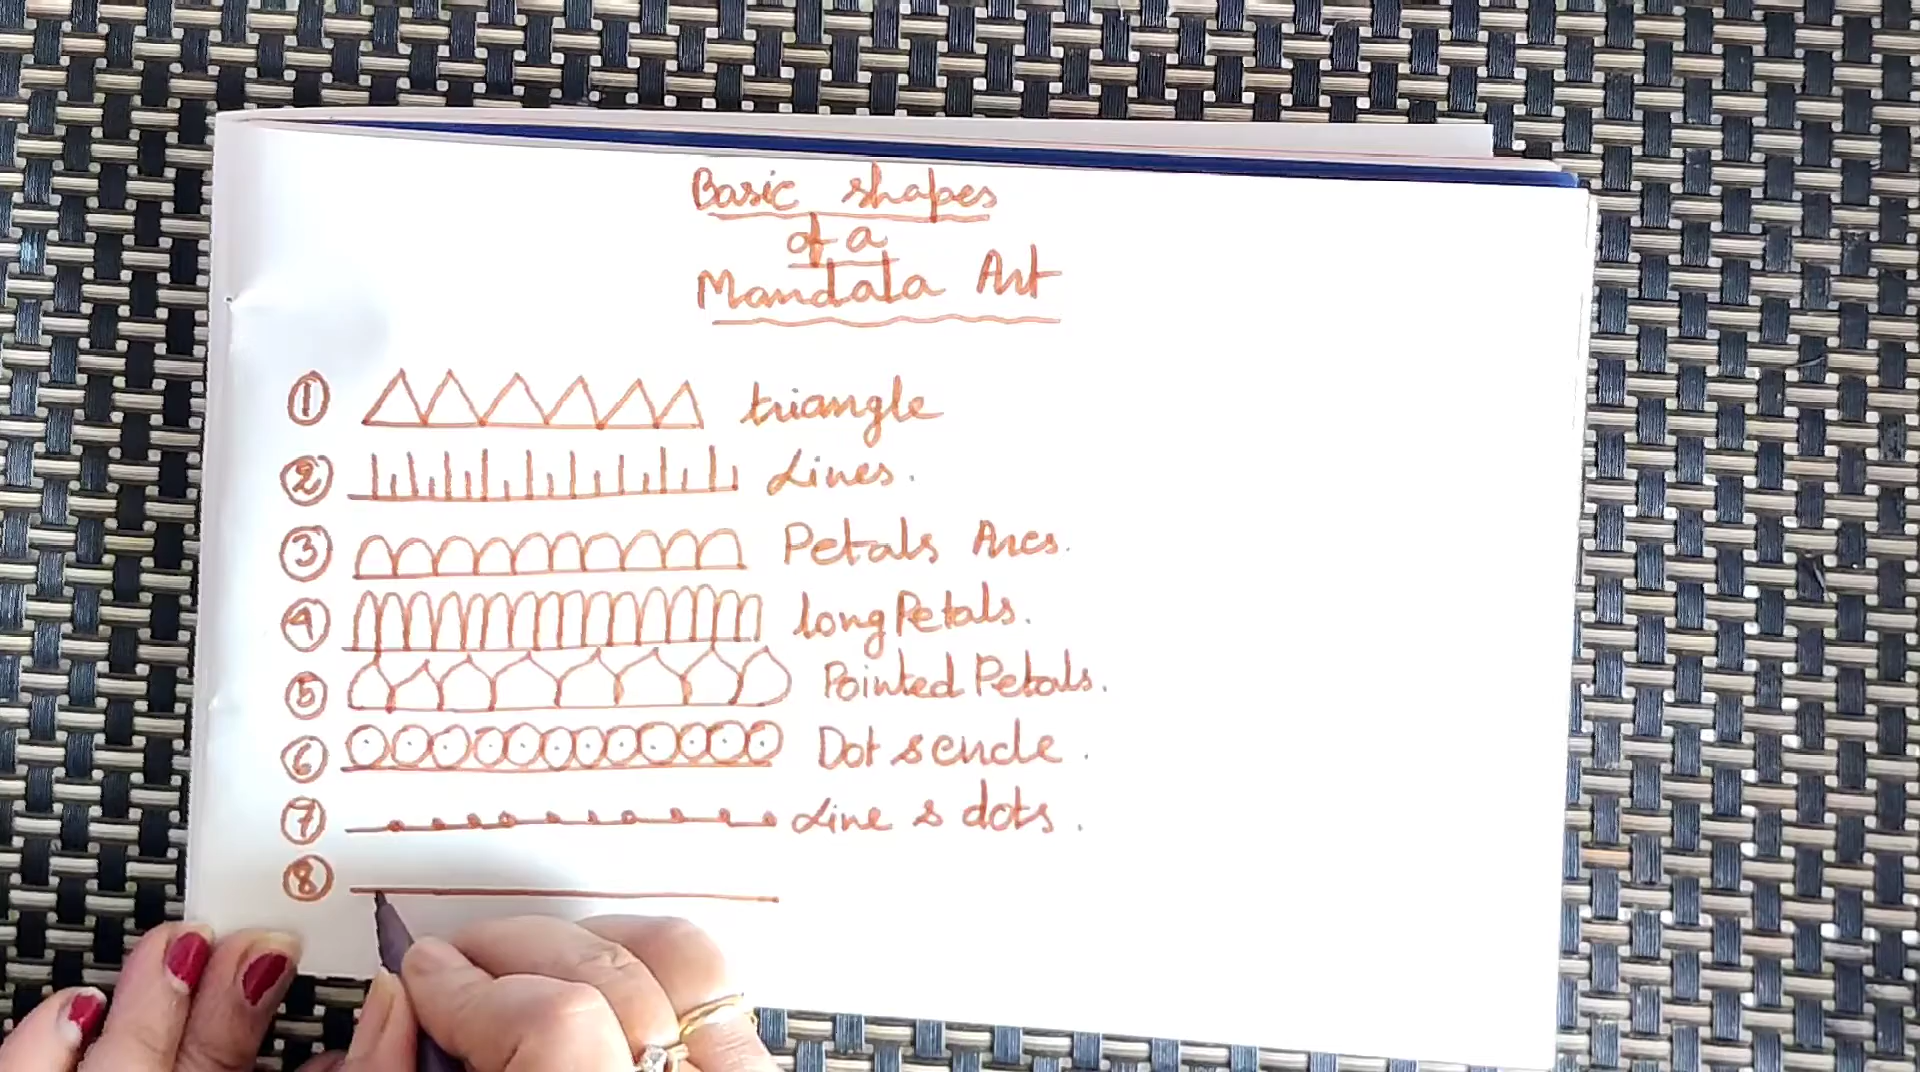 Basic shapes
of a
Mandala Art
① triangle
② Lines.
③ Petals Arcs.
④ long Petals.
⑤ Pointed Petals.
⑥ Dots circle.
⑦ Line & dots.
⑧